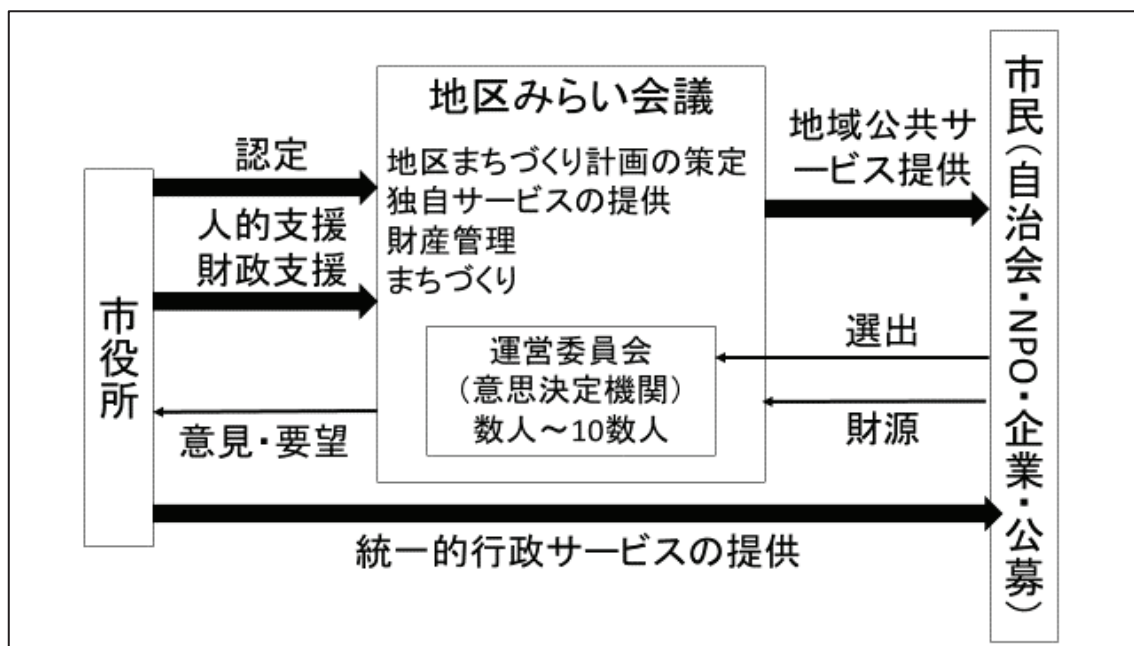 地区みらい会議
地区まちづくり計画の策定
独自サービスの提供
財産管理
まちづくり
運営委員会
(意思決定機関)
数人～10数人
市役所
認定
人的支援
財政支援
意見・要望
地域公共サ
ービス提供
選出
財源
統一的行政サービスの提供
市民(自治会・NPO・企業・公募)